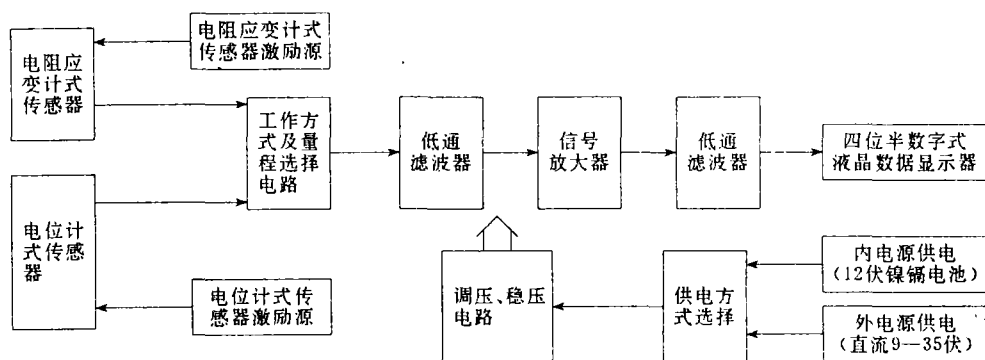 电阻应变计式
传感器激励源
电阻应
变计式
传感器
工作方
式及量
程选择
电路
低通
滤波器
信号
放大器
低通
滤波器
四位半数字式
液晶数据显示器
电位计
式传感
器
电位计式传
感器激励源
调压、稳压
电路
供电方
式选择
内电源供电
(12伏镍镉电池)
外电源供电
(直流9—35伏)